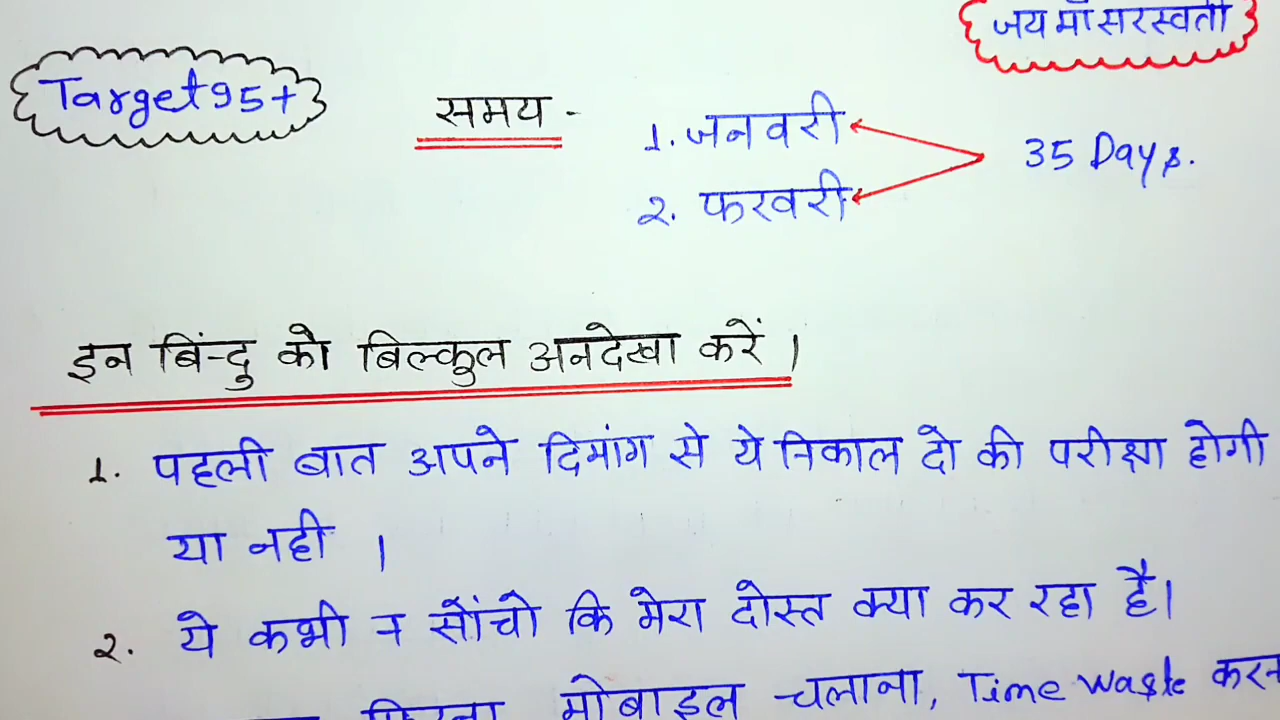 जय माँ सरस्वती
Target 95+
समय -
1. जनवरी
35 Days.
2. फरवरी
इन बिंन्दु को बिल्कुल अनदेखा करें ।
1. पहली बात अपने दिमांग से ये निकाल दो की परीक्षा होगी
या नही ।
2. ये कभी न सोंचो कि मेरा दोस्त क्या कर रहा है।
मोबाइल चलाना, Time Waste